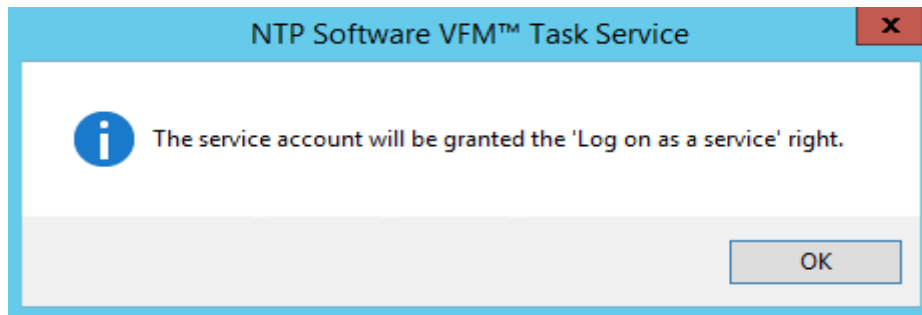 NTP Software VFM™ Task Service
x
The service account will be granted the 'Log on as a service' right.
OK